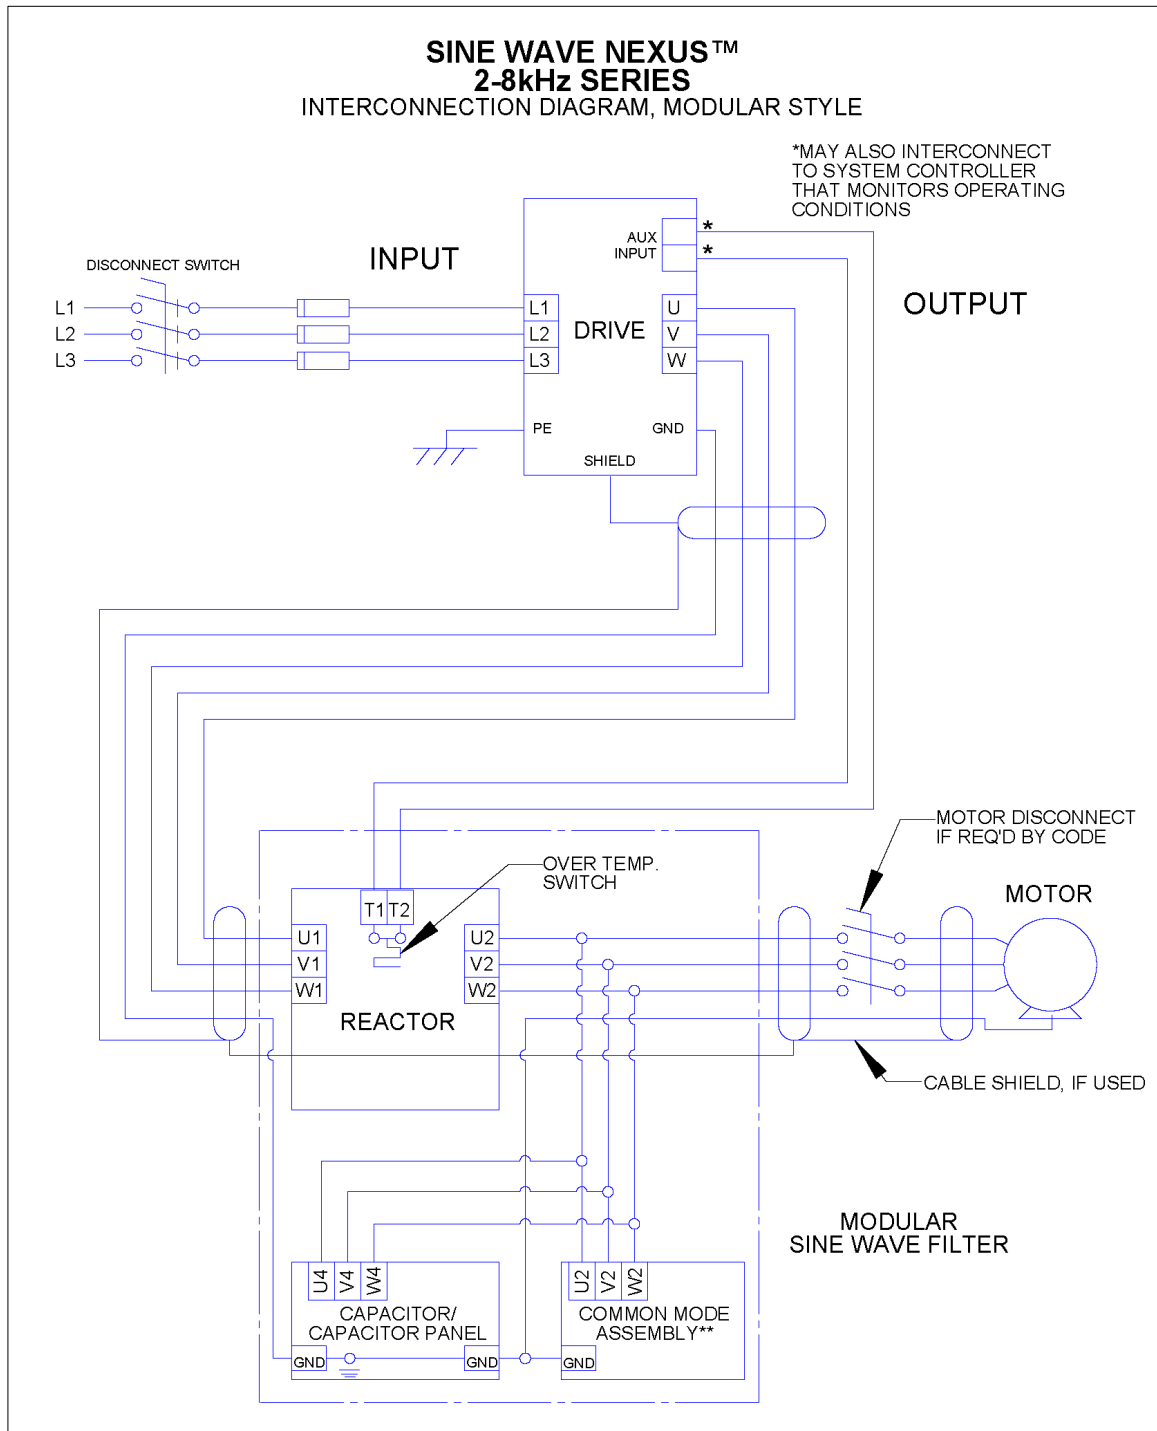 SINE WAVE NEXUS™
2-8kHz SERIES
INTERCONNECTION DIAGRAM, MODULAR STYLE
*MAY ALSO INTERCONNECT
TO SYSTEM CONTROLLER
THAT MONITORS OPERATING
CONDITIONS
AUX
INPUT
*
*
INPUT
DISCONNECT SWITCH
OUTPUT
L1
L2
L3
L1
L2
L3
DRIVE
U
V
W
PE
GND
SHIELD
MOTOR DISCONNECT
IF REQ'D BY CODE
OVER TEMP.
SWITCH
MOTOR
T1 T2
U1
V1
W1
U2
V2
W2
REACTOR
CABLE SHIELD, IF USED
MODULAR
SINE WAVE FILTER
U4
V4
W4
U2
V2
W2
CAPACITOR/
CAPACITOR PANEL
COMMON MODE
ASSEMBLY**
GND
GND
GND